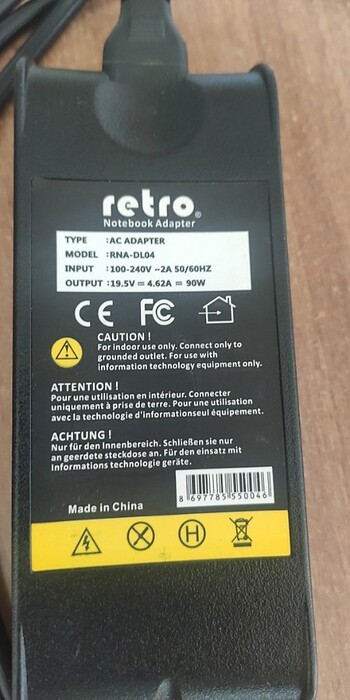 retro®
Notebook Adapter
TYPE : AC ADAPTER
MODEL : RNA-DL04
INPUT : 100-240V ~2A 50/60HZ
OUTPUT : 19.5V ⎓ 4.62A ⎓ 90W
CE FC
CAUTION !
For indoor use only. Connect only to
grounded outlet. For use with
information technology equipment only.
ATTENTION !
Pour une utilisation en intérieur. Connecter
uniquement à prise de terre. Pour une utilisation
avec la technologie d'informationseul équipement.
ACHTUNG !
Nur für den Innenbereich. Schließen sie nur
an geerdete steckdose an. Für den einsatz mit
Informations technologie geräte.
8 697785 550046
Made in China
H